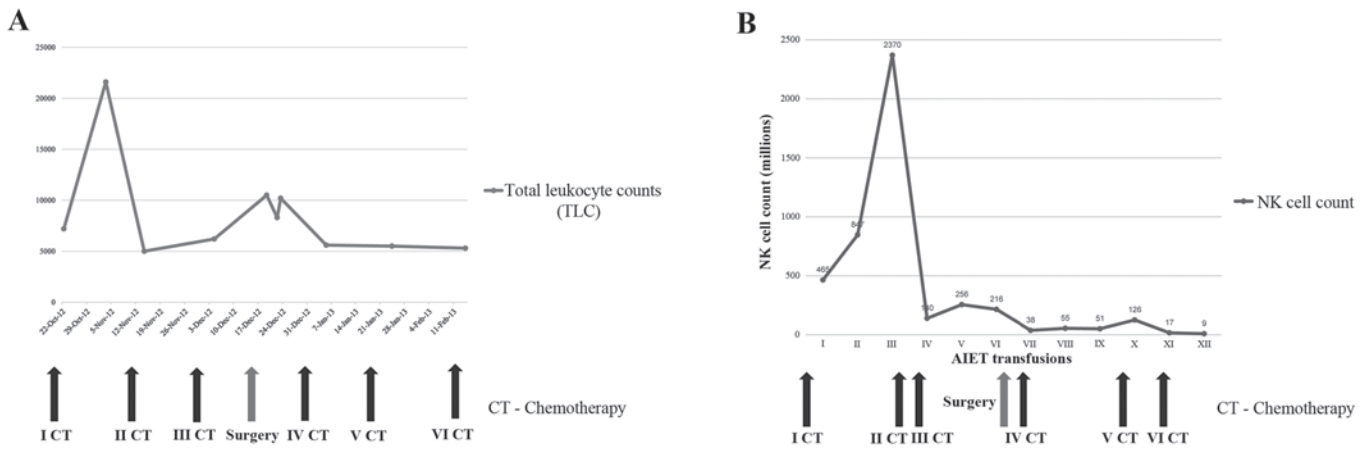 A
25000
20000
15000
10000
5000
0
22-Oct-12 29-Oct-12 5-Nov-12 12-Nov-12 19-Nov-12 26-Nov-12 3-Dec-12 10-Dec-12 17-Dec-12 24-Dec-12 31-Dec-12 7-Jan-13 14-Jan-13 21-Jan-13 28-Jan-13 4-Feb-13 11-Feb-13
Total leukocyte counts
(TLC)
I CT II CT III CT Surgery IV CT V CT VI CT
CT - Chemotherapy
B
NK cell count (millions)
2500
2000
1500
1000
500
0
465 847 2370 256 216 38 55 51 126 17 9
I II III IV V VI VII VIII IX X XI XII
AIET transfusions
NK cell count
Surgery
I CT II CT III CT IV CT V CT VI CT
CT - Chemotherapy